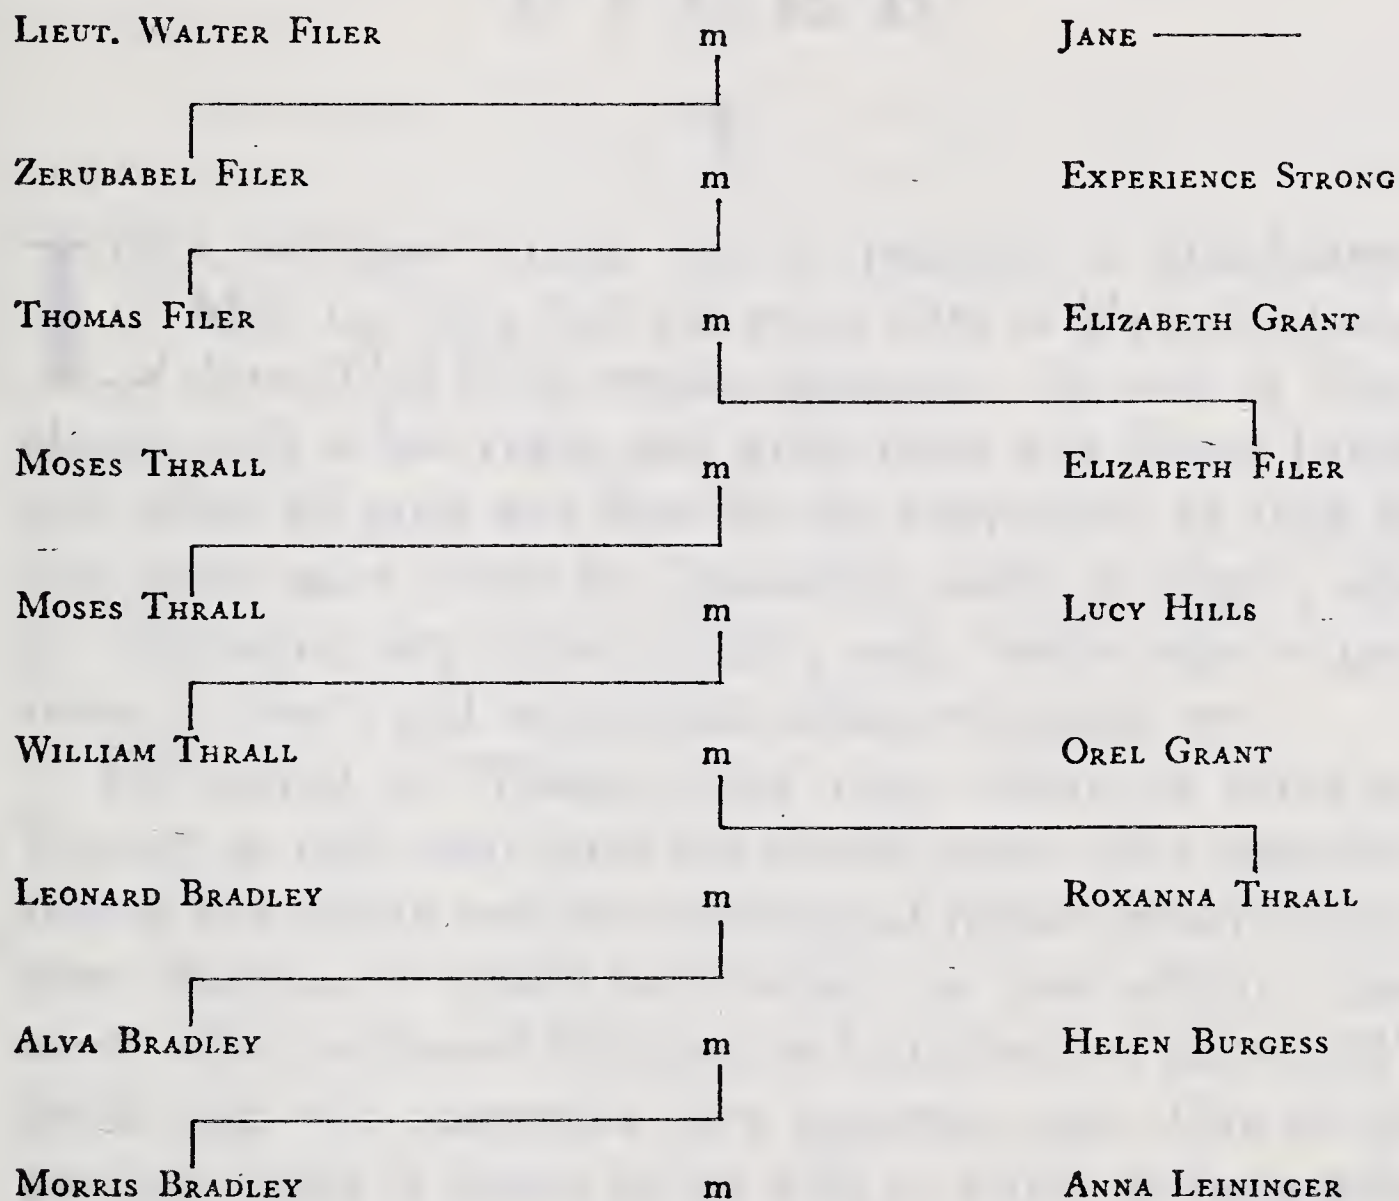 LIEUT. WALTER FILER m JANE ———
ZERUBABEL FILER m EXPERIENCE STRONG
THOMAS FILER m ELIZABETH GRANT
MOSES THRALL m ELIZABETH FILER
MOSES THRALL m LUCY HILLS
WILLIAM THRALL m OREL GRANT
LEONARD BRADLEY m ROXANNA THRALL
ALVA BRADLEY m HELEN BURGESS
MORRIS BRADLEY m ANNA LEININGER